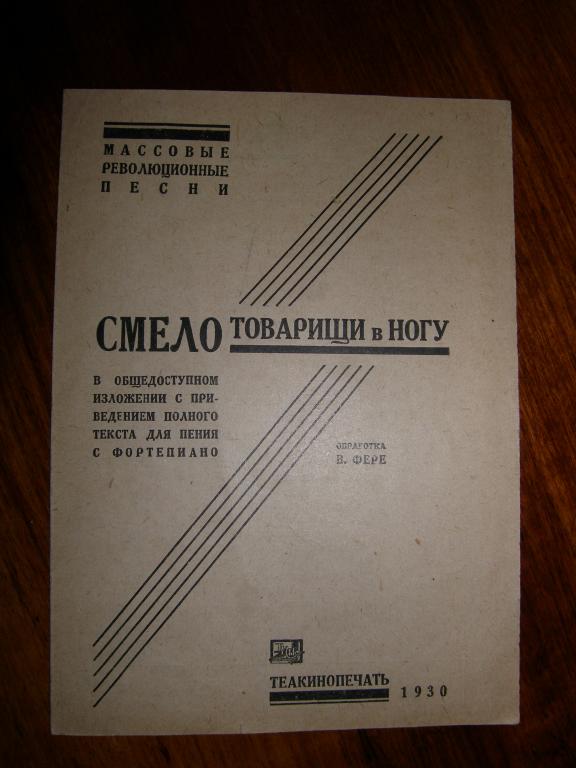 МАССОВЫЕ
РЕВОЛЮЦИОННЫЕ
ПЕСНИ
СМЕЛО ТОВАРИЩИ в НОГУ
В ОБЩЕДОСТУПНОМ
ИЗЛОЖЕНИИ С ПРИ-
ВЕДЕНИЕМ ПОЛНОГО
ТЕКСТА ДЛЯ ПЕНИЯ
С ФОРТЕПИАНО
ОБРАБОТКА
В. ФЕРЕ
ТЕАКИНОПЕЧАТЬ 1930